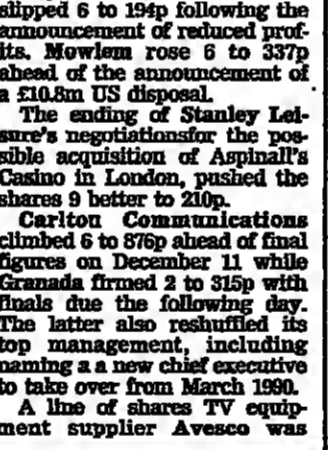 slipped 6 to 194p following the
announcement of reduced prof-
its. Mowlem rose 6 to 337p
ahead of the announcement of
a £10.8m US disposal.
The ending of Stanley Lei-
sure's negotiationsfor the pos-
sible acquisition of Aspinall's
Casino in London, pushed the
shares 9 better to 210p.
Carlton Communications
climbed 6 to 876p ahead of final
figures on December 11 while
Granada firmed 2 to 315p with
finals due the following day.
The latter also reshuffled its
top management, including
naming a a new chief executive
to take over from March 1990.
A line of shares TV equip-
ment supplier Avesco was